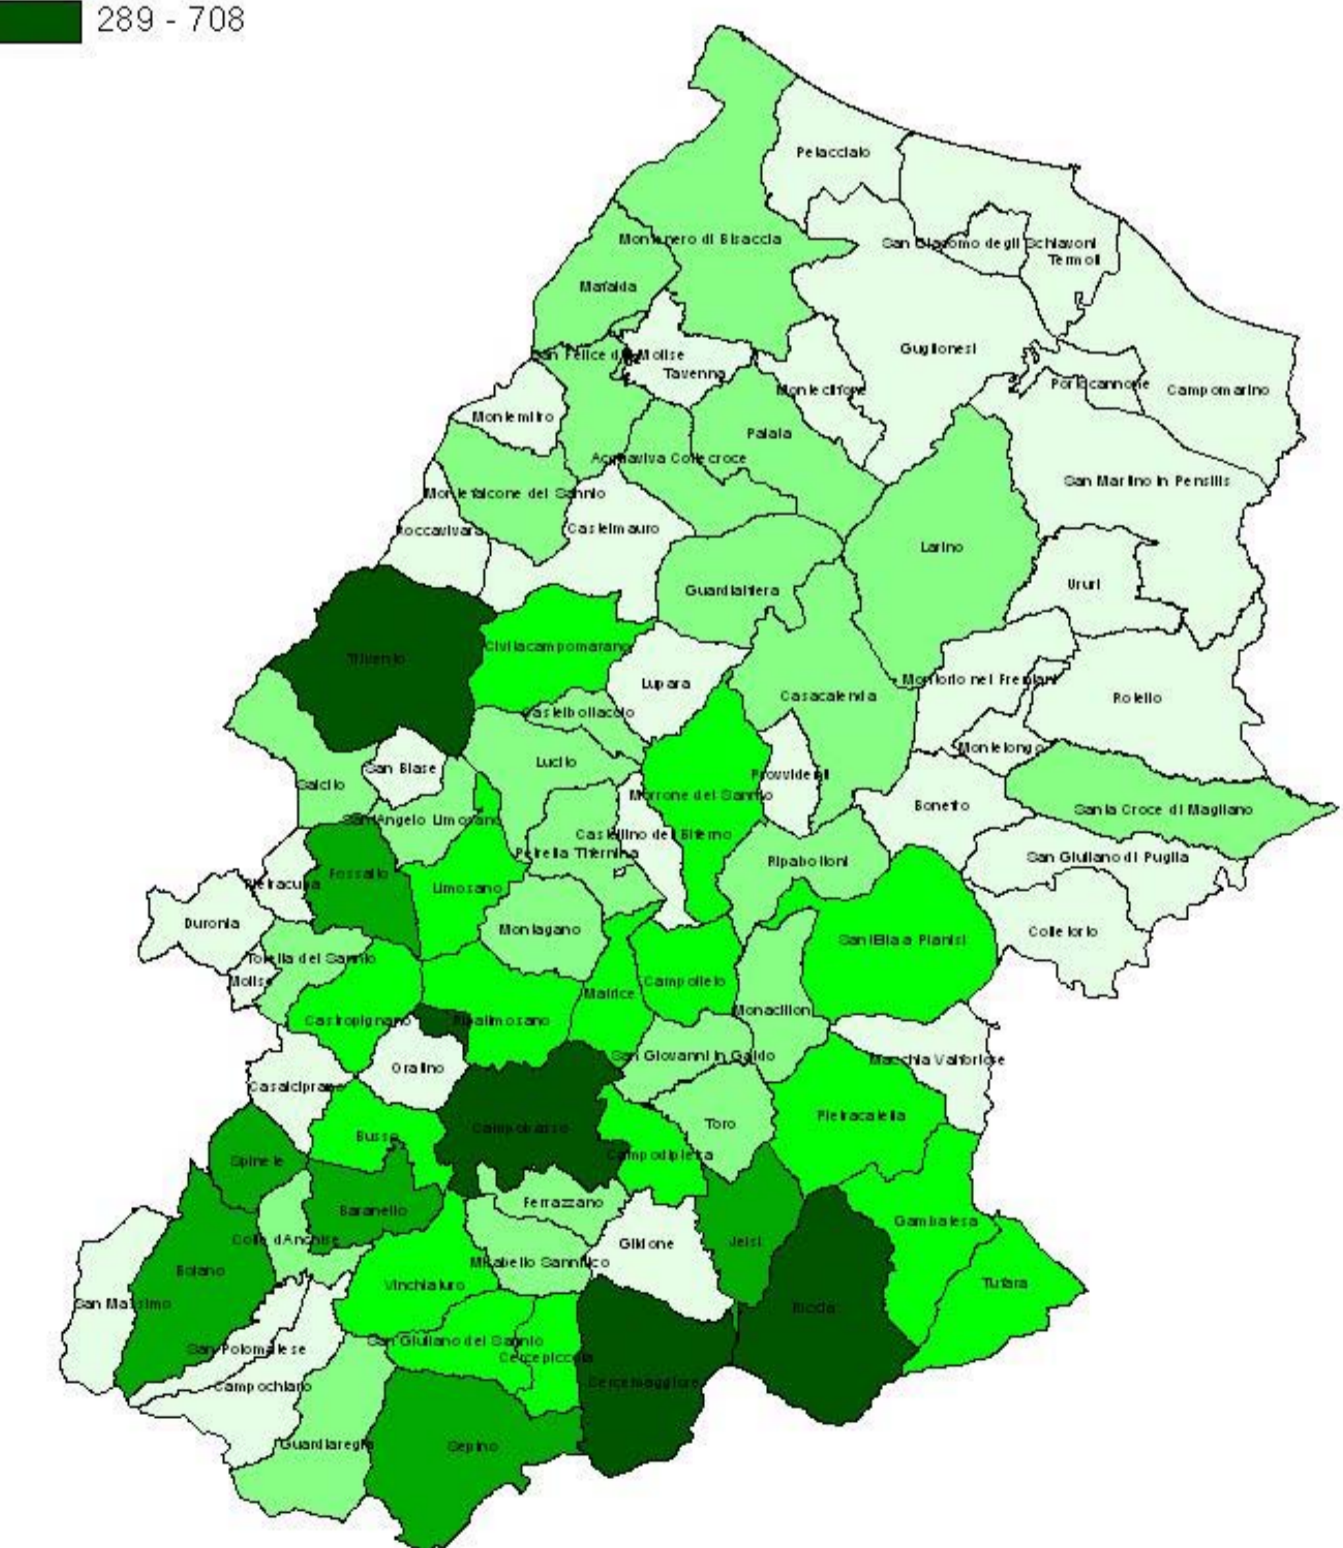 289 - 708
Petacciato
Montenero di Bisaccia
San Giacomo degli Schiavoni
Termoli
Mafalda
Guglionesi
San Felice del Molise
Tavenna
Montecilfone
Portocannone
Campomarino
Montemitro
Palata
Acquaviva Collecroce
San Martino in Pensilis
Montefalcone del Sannio
Roccavivara
Castelmauro
Larino
Ururi
Guardialfiera
Civitacampomarano
Trivento
Lupara
Montorio nei Frentani
Casacalenda
Rotello
Castelbottaccio
Montelongo
Lucito
San Biase
Provvidenti
Salcito
Morrone del Sannio
Bonefro
Santa Croce di Magliano
Sant'Angelo Limosano
Castellino del Biferno
Petrella Tifernina
Ripabottoni
San Giuliano di Puglia
Fossalto
Pietracupa
Limosano
Duronia
Montagano
Sant'Elia a Pianisi
Colletorto
Torella del Sannio
Molise
Campolieto
Matrice
Monacilioni
Castropignano
Ripalimosano
San Giovanni in Galdo
Macchia Valfortore
Oratino
Casalciprano
Pietracatella
Toro
Campobasso
Busso
Campodipietra
Spinete
Ferrazzano
Baranello
Gambatesa
Colle dAnchise
Gildone
Jelsi
Mirabello Sannitico
Boiano
Vinchiaturo
Tufara
San Massimo
Riccia
San Giuliano del Sannio
San Polomatese
Cercepiccola
Cercemaggiore
Campochiaro
Guardiaregia
Sepino